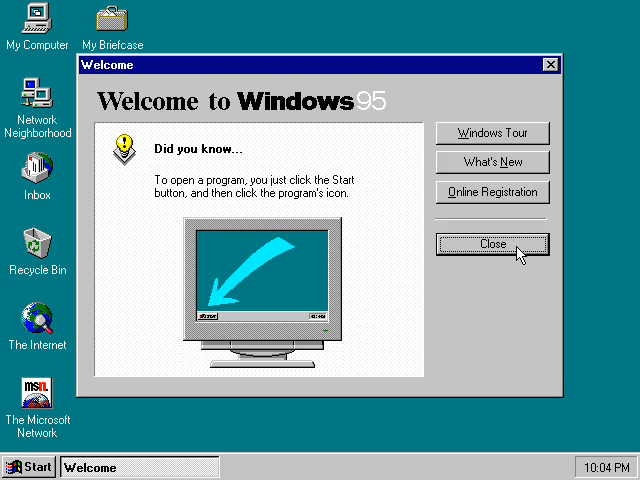 My Computer
My Briefcase
Network
Neighborhood
Inbox
Recycle Bin
The Internet
msn.
The Microsoft
Network
Welcome
Welcome to Windows95
Did you know...
To open a program, you just click the Start
button, and then click the program's icon.
Windows Tour
What's New
Online Registration
Close
Start
Welcome
10:04 PM